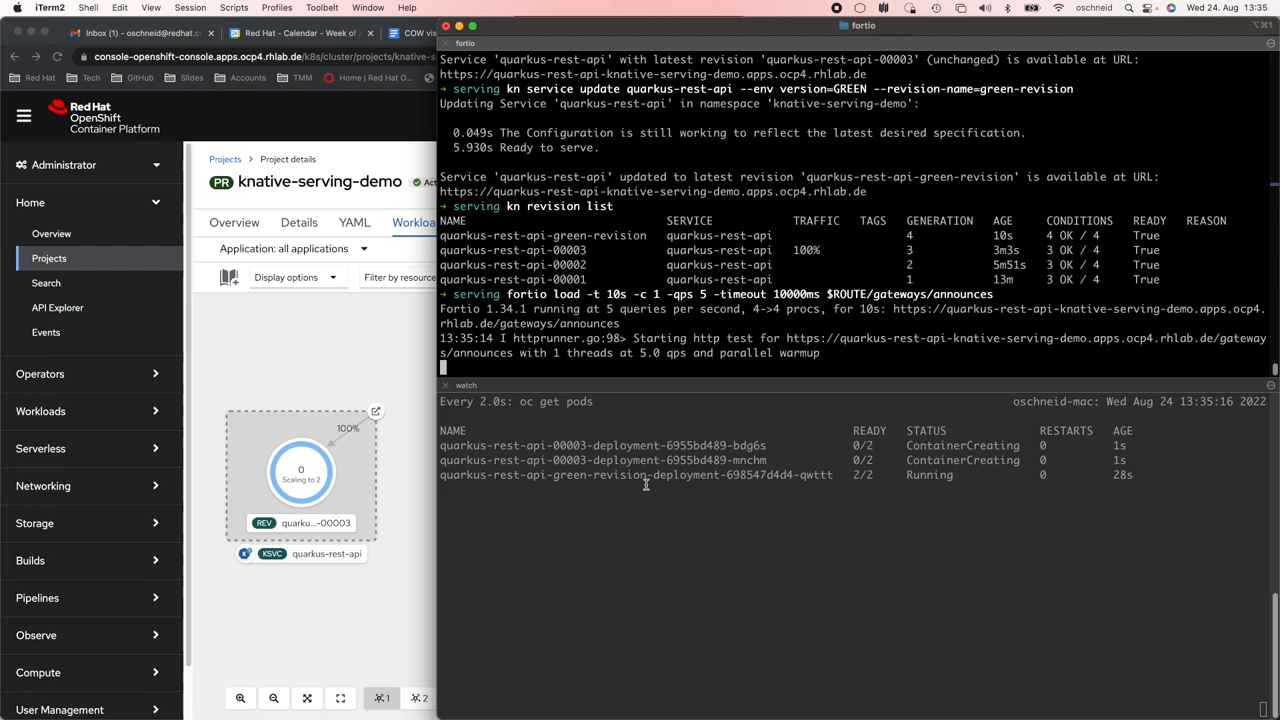 iTerm2 Shell Edit View Session Scripts Profiles Toolbelt Window Help oschneid Wed 24. Aug 13:35
Inbox (1) - oschneid@redhat.c
Red Hat - Calendar - Week of
COW vis
console-openshift-console.apps.ocp4.rhlab.de/k8s/cluster/projects/knative-s
Red Hat Tech GitHub Slides Accounts TMM Home | Red Hat O...
Red Hat
OpenShift
Container Platform
Administrator
Home
Overview
Projects
Search
API Explorer
Events
Operators
Workloads
Serverless
Networking
Storage
Builds
Pipelines
Observe
Compute
User Management
Projects > Project details
PR knative-serving-demo Act
Overview Details YAML Workloa
Application: all applications
Display options Filter by resource
100%
0
Scaling to 2
REV quarku...-00003
KSVC quarkus-rest-api
1 2
fortio ⌥⌘1
fortio
Service 'quarkus-rest-api' with latest revision 'quarkus-rest-api-00003' (unchanged) is available at URL:
https://quarkus-rest-api-knative-serving-demo.apps.ocp4.rhlab.de
➜ serving kn service update quarkus-rest-api --env version=GREEN --revision-name=green-revision
Updating Service 'quarkus-rest-api' in namespace 'knative-serving-demo':
0.049s The Configuration is still working to reflect the latest desired specification.
5.930s Ready to serve.
Service 'quarkus-rest-api' updated to latest revision 'quarkus-rest-api-green-revision' is available at URL:
https://quarkus-rest-api-knative-serving-demo.apps.ocp4.rhlab.de
➜ serving kn revision list
NAME SERVICE TRAFFIC TAGS GENERATION AGE CONDITIONS READY REASON
quarkus-rest-api-green-revision quarkus-rest-api 4 10s 4 OK / 4 True
quarkus-rest-api-00003 quarkus-rest-api 100% 3 3m3s 3 OK / 4 True
quarkus-rest-api-00002 quarkus-rest-api 2 5m51s 3 OK / 4 True
quarkus-rest-api-00001 quarkus-rest-api 1 13m 3 OK / 4 True
➜ serving fortio load -t 10s -c 1 -qps 5 -timeout 10000ms $ROUTE/gateways/announces
Fortio 1.34.1 running at 5 queries per second, 4->4 procs, for 10s: https://quarkus-rest-api-knative-serving-demo.apps.ocp4.
rhlab.de/gateways/announces
13:35:14 I httprunner.go:98> Starting http test for https://quarkus-rest-api-knative-serving-demo.apps.ocp4.rhlab.de/gateway
s/announces with 1 threads at 5.0 qps and parallel warmup
watch
Every 2.0s: oc get pods oschneid-mac: Wed Aug 24 13:35:16 2022
NAME READY STATUS RESTARTS AGE
quarkus-rest-api-00003-deployment-6955bd489-bdg6s 0/2 ContainerCreating 0 1s
quarkus-rest-api-00003-deployment-6955bd489-mnchm 0/2 ContainerCreating 0 1s
quarkus-rest-api-green-revision-deployment-698547d4d4-qwttt 2/2 Running 0 28s